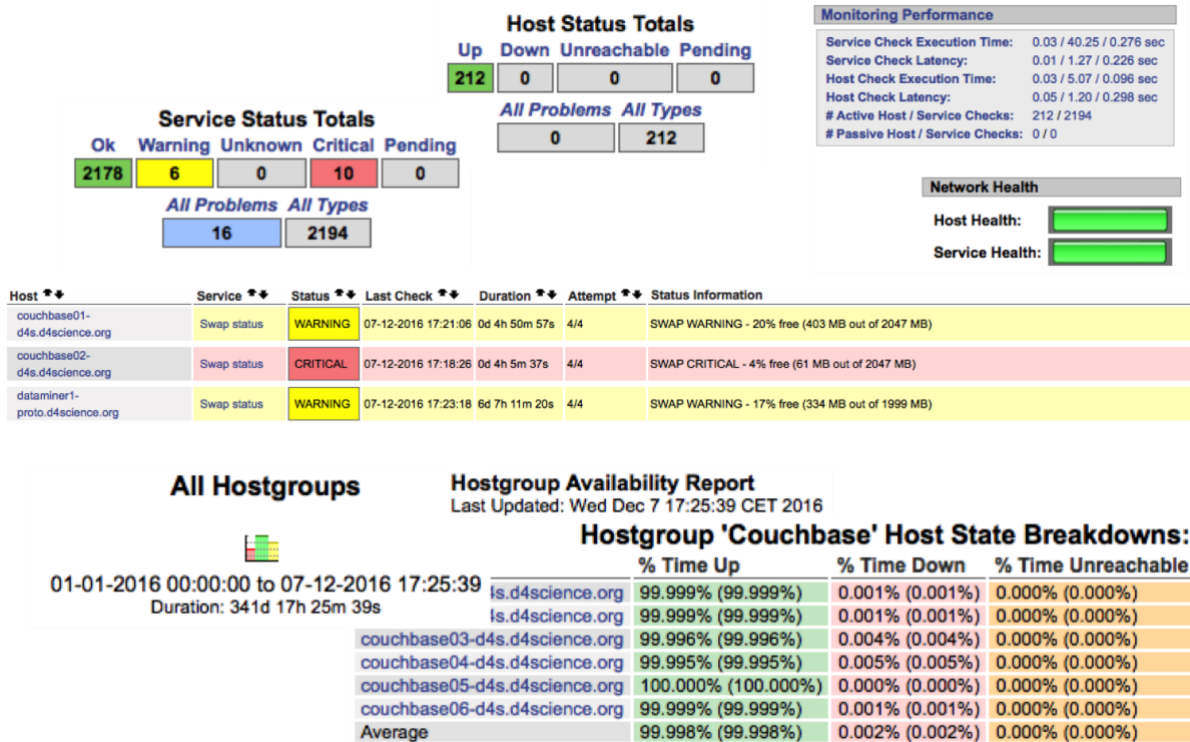 Host Status Totals
Up Down Unreachable Pending
212 0 0 0
All Problems All Types
0 212
Monitoring Performance
Service Check Execution Time: 0.03 / 40.25 / 0.276 sec
Service Check Latency: 0.01 / 1.27 / 0.226 sec
Host Check Execution Time: 0.03 / 5.07 / 0.096 sec
Host Check Latency: 0.05 / 1.20 / 0.298 sec
# Active Host / Service Checks: 212 / 2194
# Passive Host / Service Checks: 0 / 0
Service Status Totals
Ok Warning Unknown Critical Pending
2178 6 0 10 0
All Problems All Types
16 2194
Network Health
Host Health:
Service Health:
Host Service Status Last Check Duration Attempt Status Information
couchbase01-
d4s.d4science.org Swap status WARNING 07-12-2016 17:21:06 0d 4h 50m 57s 4/4 SWAP WARNING - 20% free (403 MB out of 2047 MB)
couchbase02-
d4s.d4science.org Swap status CRITICAL 07-12-2016 17:18:26 0d 4h 5m 37s 4/4 SWAP CRITICAL - 4% free (61 MB out of 2047 MB)
dataminer1-
proto.d4science.org Swap status WARNING 07-12-2016 17:23:18 6d 7h 11m 20s 4/4 SWAP WARNING - 17% free (334 MB out of 1999 MB)
All Hostgroups
01-01-2016 00:00:00 to 07-12-2016 17:25:39
Duration: 341d 17h 25m 39s
Hostgroup Availability Report
Last Updated: Wed Dec 7 17:25:39 CET 2016
Hostgroup 'Couchbase' Host State Breakdowns:
% Time Up % Time Down % Time Unreachable
4s.d4science.org 99.999% (99.999%) 0.001% (0.001%) 0.000% (0.000%)
4s.d4science.org 99.999% (99.999%) 0.001% (0.001%) 0.000% (0.000%)
couchbase03-d4s.d4science.org 99.996% (99.996%) 0.004% (0.004%) 0.000% (0.000%)
couchbase04-d4s.d4science.org 99.995% (99.995%) 0.005% (0.005%) 0.000% (0.000%)
couchbase05-d4s.d4science.org 100.000% (100.000%) 0.000% (0.000%) 0.000% (0.000%)
couchbase06-d4s.d4science.org 99.999% (99.999%) 0.001% (0.001%) 0.000% (0.000%)
Average 99.998% (99.998%) 0.002% (0.002%) 0.000% (0.000%)